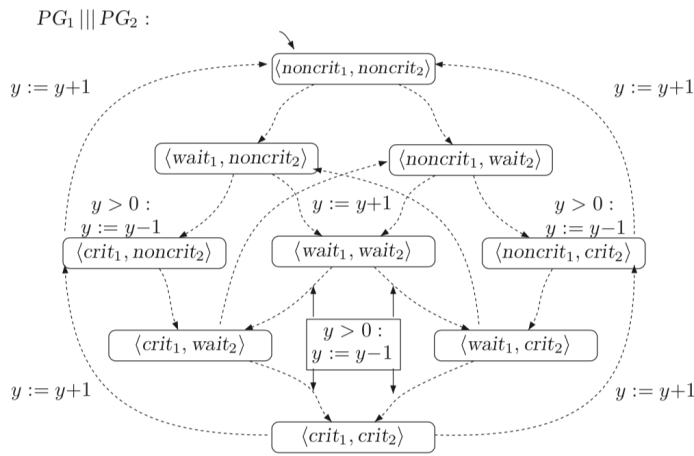 PG₁ ||| PG₂ :
⟨noncrit₁, noncrit₂⟩
y := y+1
y := y+1
⟨wait₁, noncrit₂⟩
⟨noncrit₁, wait₂⟩
y > 0 :
y := y−1
y := y+1
y > 0 :
y := y−1
⟨crit₁, noncrit₂⟩
⟨wait₁, wait₂⟩
⟨noncrit₁, crit₂⟩
⟨crit₁, wait₂⟩
y > 0 :
y := y−1
⟨wait₁, crit₂⟩
y := y+1
y := y+1
⟨crit₁, crit₂⟩